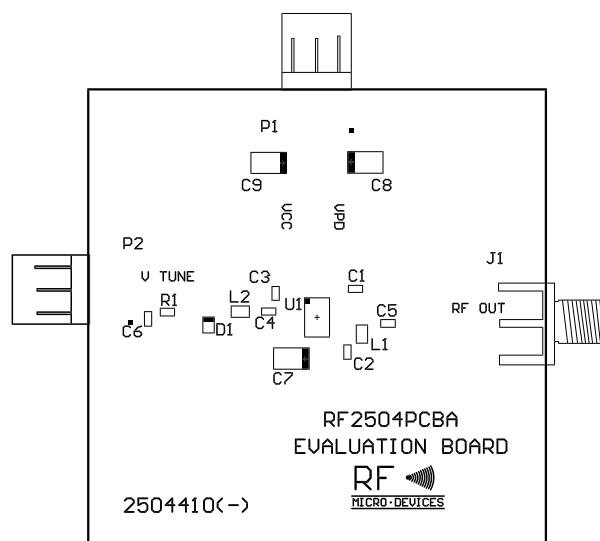 P1
C9
C8
VCC
VPD
P2
J1
V TUNE
C3
C1
R1
L2
U1
RF OUT
C6
D1
C4
C5
L1
C2
C7
RF2504PCBA
EVALUATION BOARD
RF
MICRO·DEVICES
2504410(-)